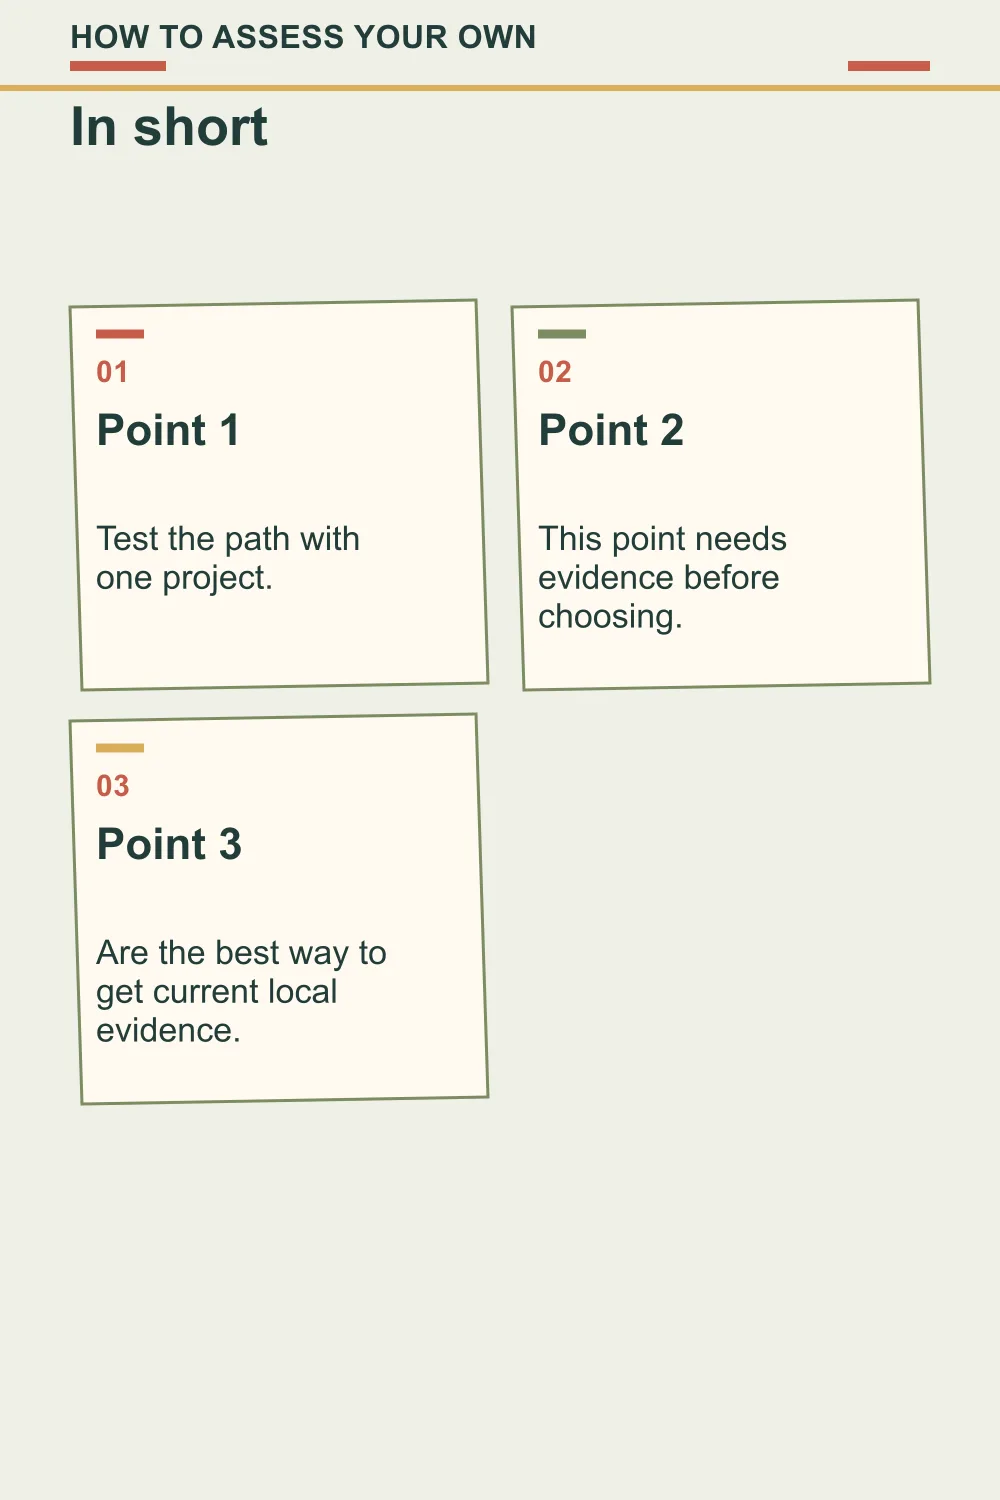 HOW TO ASSESS YOUR OWN
In short
01
Point 1
Test the path with
one project.
02
Point 2
This point needs
evidence before
choosing.
03
Point 3
Are the best way to
get current local
evidence.